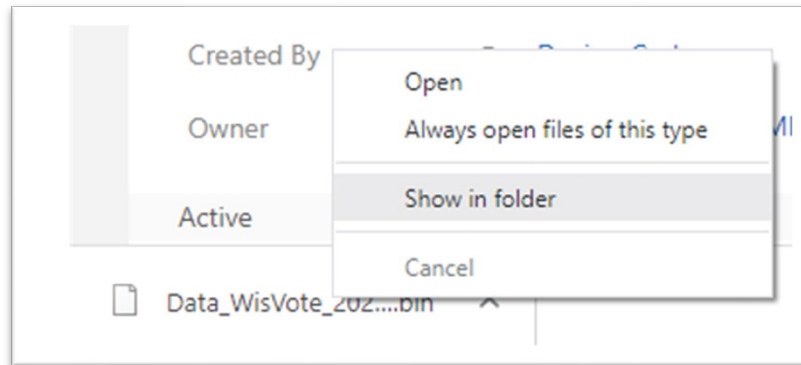 Created By
Open
Always open files of this type
Owner
Show in folder
Active
Cancel
Data_WisVote_202....bin